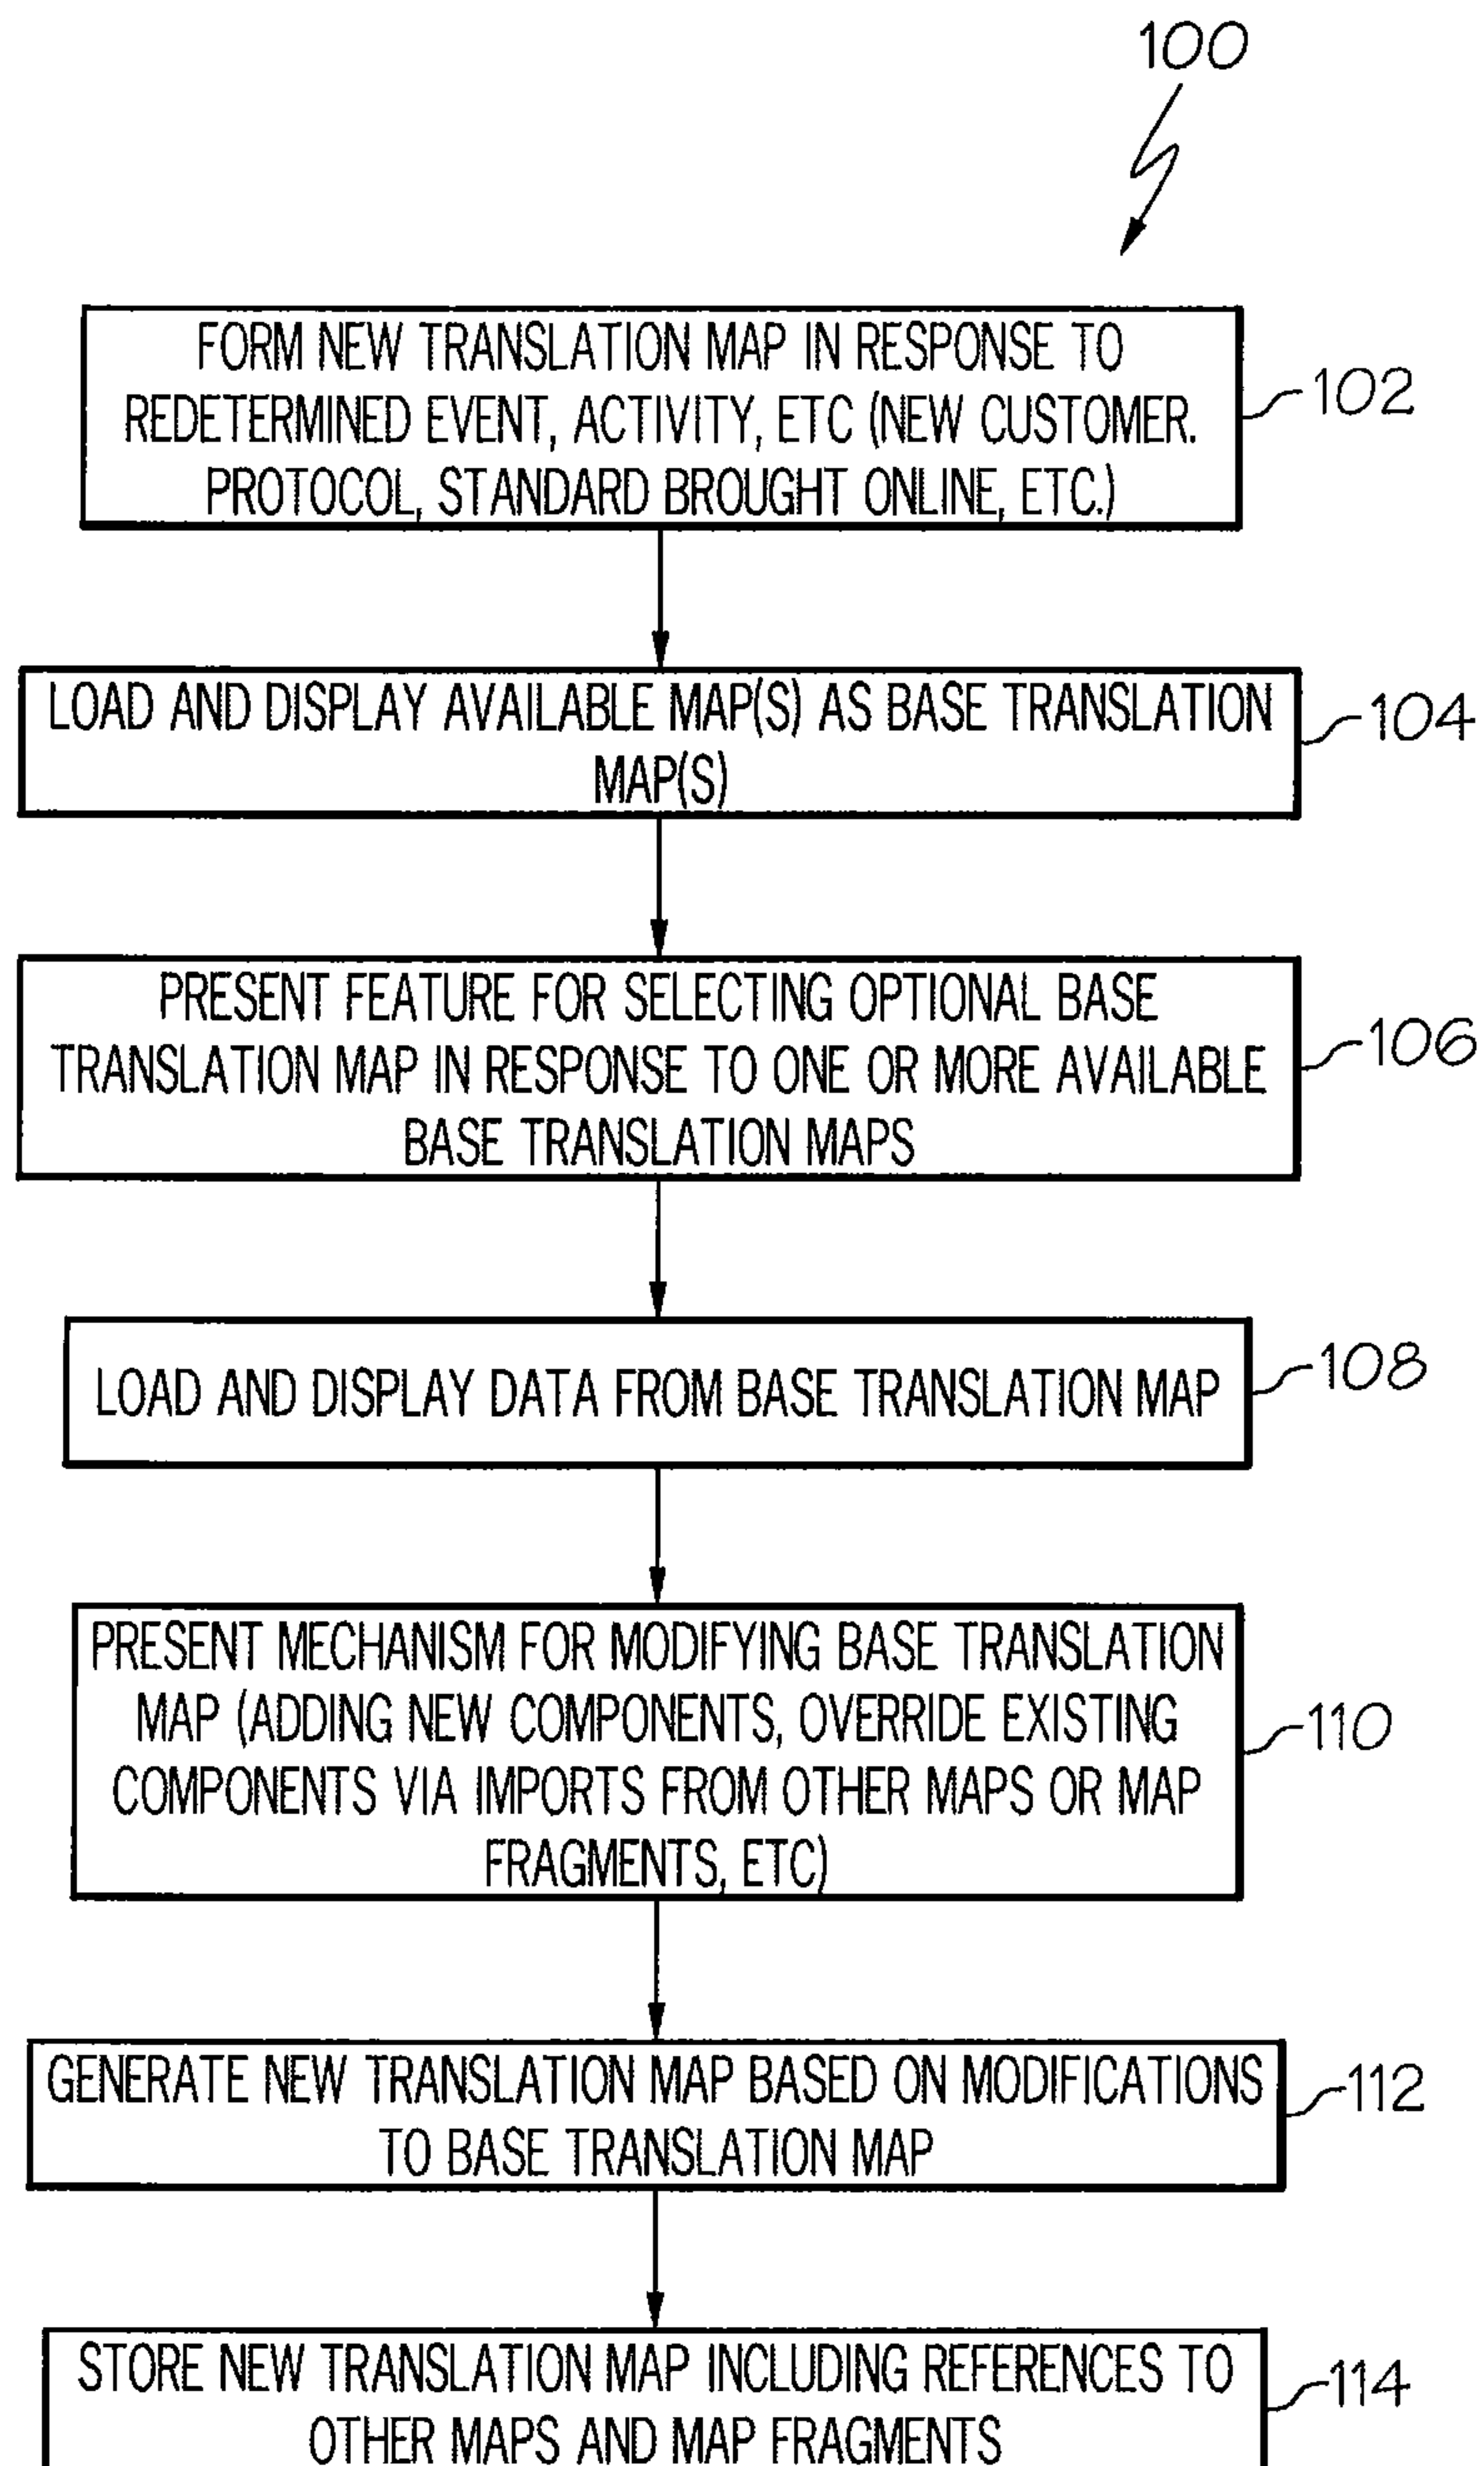 100
FORM NEW TRANSLATION MAP IN RESPONSE TO
REDETERMINED EVENT, ACTIVITY, ETC (NEW CUSTOMER.
PROTOCOL, STANDARD BROUGHT ONLINE, ETC.)
102
LOAD AND DISPLAY AVAILABLE MAP(S) AS BASE TRANSLATION
MAP(S)
104
PRESENT FEATURE FOR SELECTING OPTIONAL BASE
TRANSLATION MAP IN RESPONSE TO ONE OR MORE AVAILABLE
BASE TRANSLATION MAPS
106
LOAD AND DISPLAY DATA FROM BASE TRANSLATION MAP
108
PRESENT MECHANISM FOR MODIFYING BASE TRANSLATION
MAP (ADDING NEW COMPONENTS, OVERRIDE EXISTING
COMPONENTS VIA IMPORTS FROM OTHER MAPS OR MAP
FRAGMENTS, ETC)
110
GENERATE NEW TRANSLATION MAP BASED ON MODIFICATIONS
TO BASE TRANSLATION MAP
112
STORE NEW TRANSLATION MAP INCLUDING REFERENCES TO
OTHER MAPS AND MAP FRAGMENTS
114